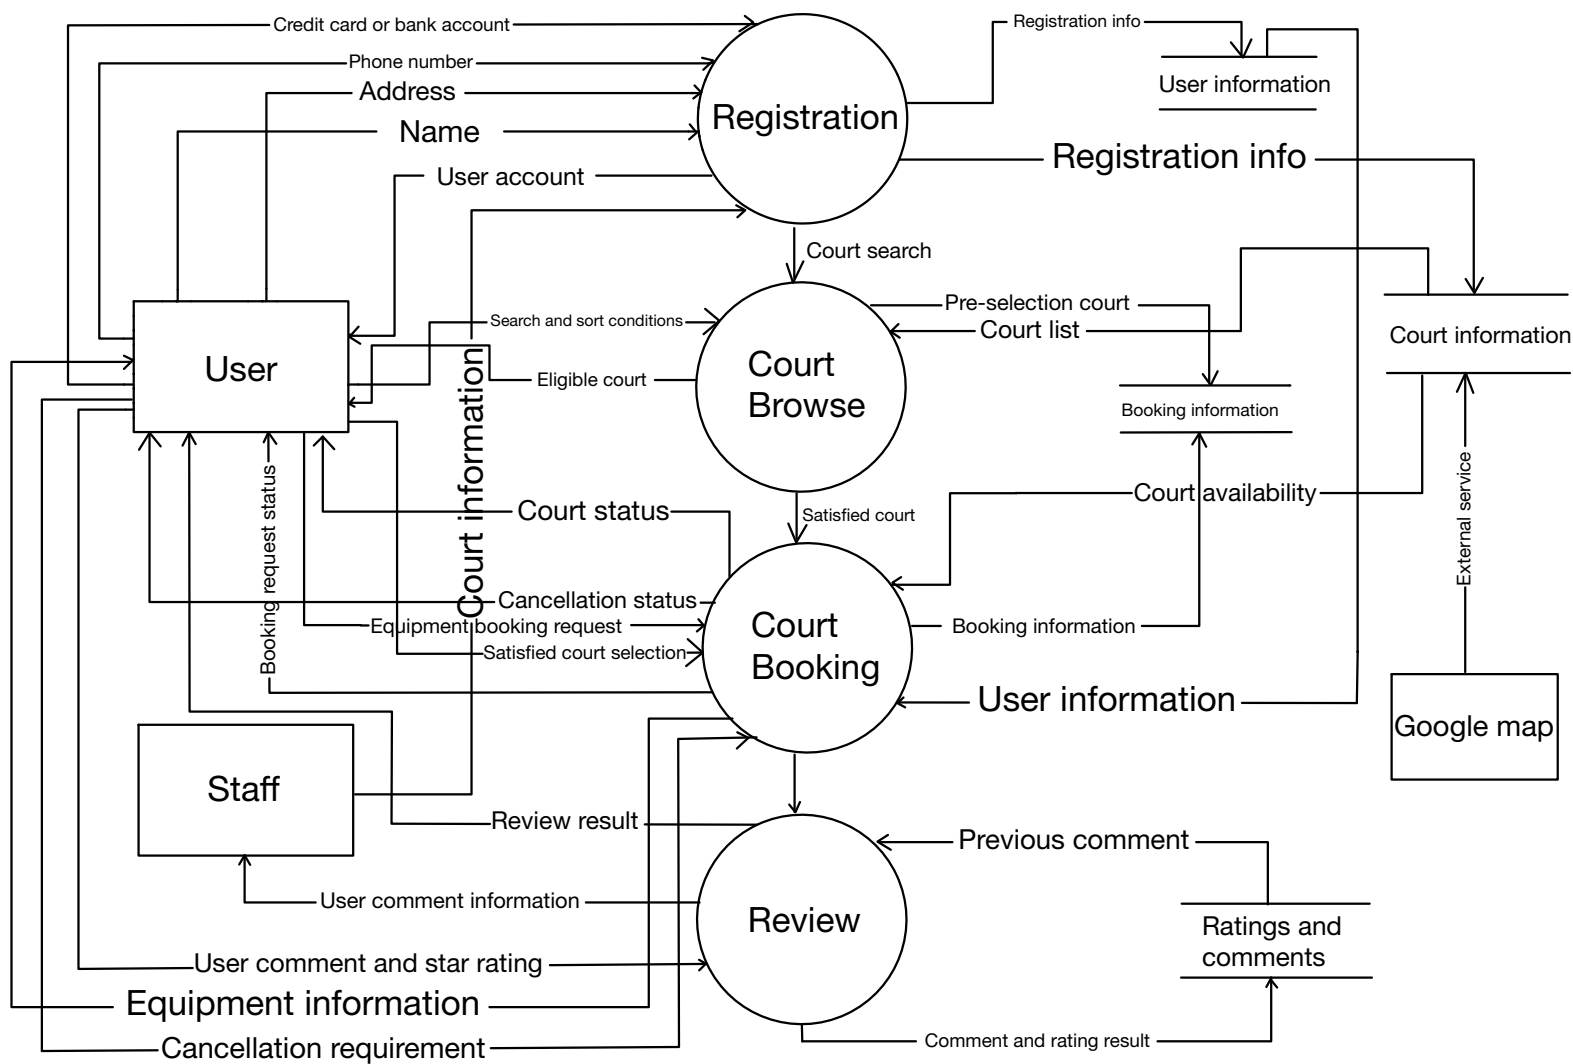 Credit card or bank account
Registration info
Phone number
User information
Address
Registration
Name
Registration info
User account
Court search
Pre-selection court
Search and sort conditions
Court list
Court information
User
Court
Browse
Eligible court
Booking information
Court information
Booking request status
Court status
Satisfied court
Court availability
External service
Cancellation status
Equipment booking request
Court
Booking
Booking information
Satisfied court selection
User information
Google map
Staff
Review result
Previous comment
User comment information
Review
Ratings and
comments
User comment and star rating
Equipment information
Comment and rating result
Cancellation requirement